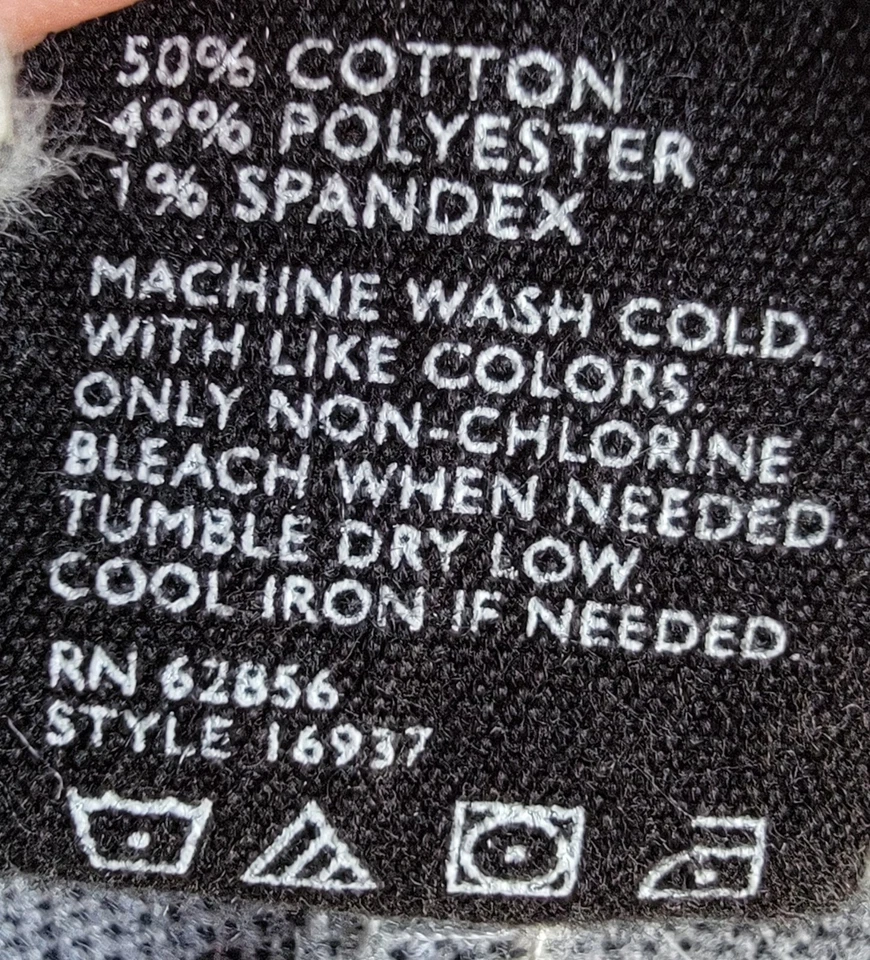 50% COTTON
49% POLYESTER
1% SPANDEX
MACHINE WASH COLD.
WITH LIKE COLORS.
ONLY NON-CHLORINE
BLEACH WHEN NEEDED.
TUMBLE DRY LOW.
COOL IRON IF NEEDED.
RN 62856
STYLE 16937